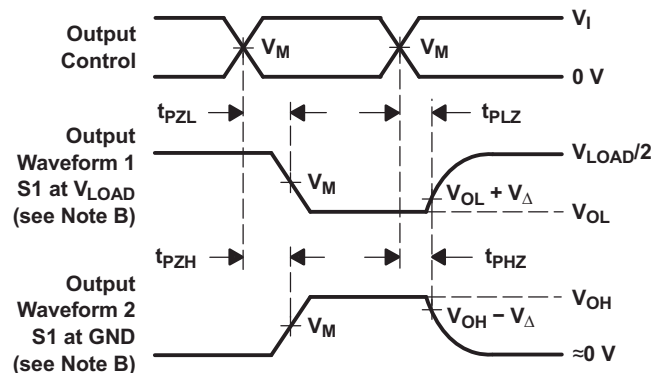 Output
Control
V_M
V_M
V_I
0 V
t_PZL
t_PLZ
Output
Waveform 1
S1 at V_LOAD
(see Note B)
V_M
V_LOAD/2
V_OL + V_Δ
V_OL
t_PZH
t_PHZ
Output
Waveform 2
S1 at GND
(see Note B)
V_M
V_OH
V_OH − V_Δ
≈0 V